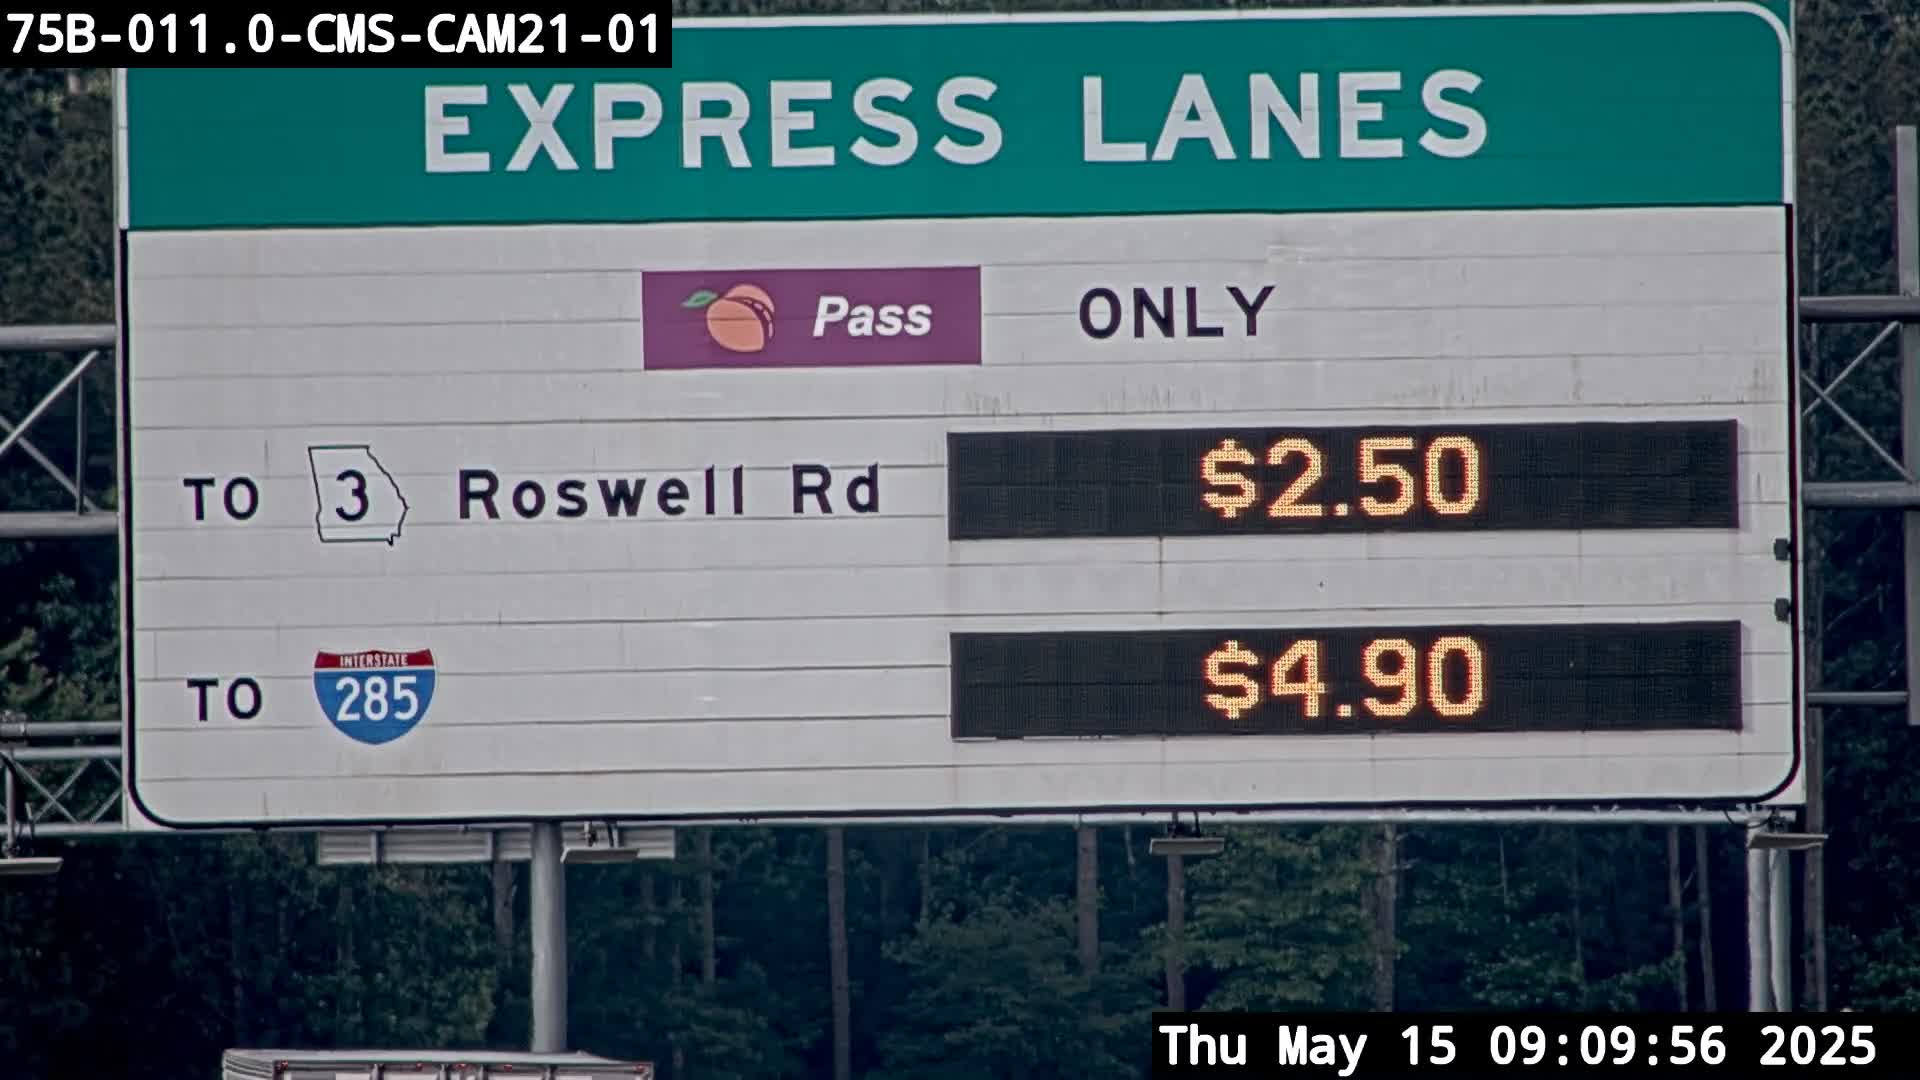 75B-011.0-CMS-CAM21-01
EXPRESS LANES
Pass ONLY
TO 3 Roswell Rd $2.50
TO INTERSTATE 285 $4.90
Thu May 15 09:09:56 2025